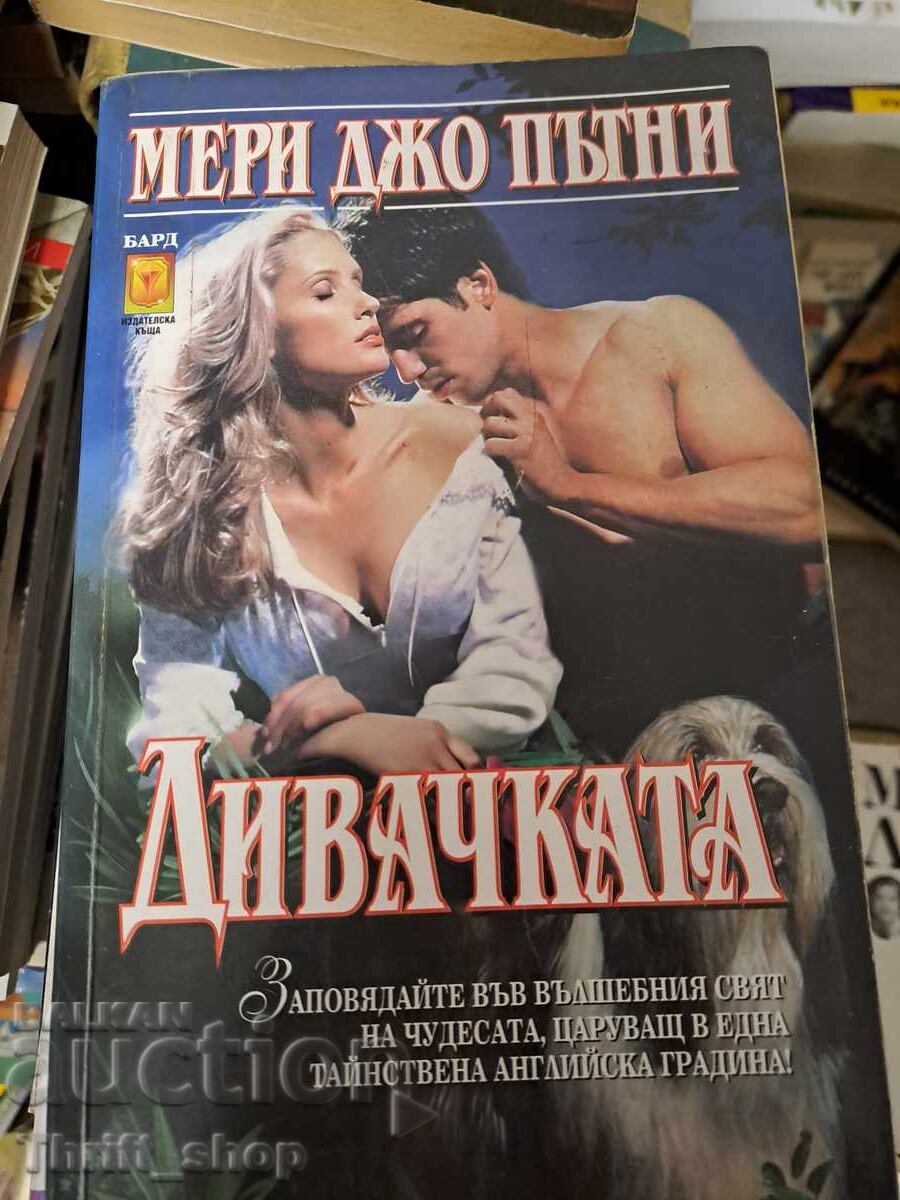 МЕРИ ДЖО ПЪТНИ
БАРД
ИЗДАТЕЛСКА
КЪЩА
ДИВАЧКАТА
ЗАПОВЯДАЙТЕ ВЪВ ВЪЛШЕБНИЯ СВЯТ
НА ЧУДЕСАТА, ЦАРУВАЩ В ЕДНА
ТАЙНСТВЕНА АНГЛИЙСКА ГРАДИНА!
BALKAN
auction
Thrift_shop